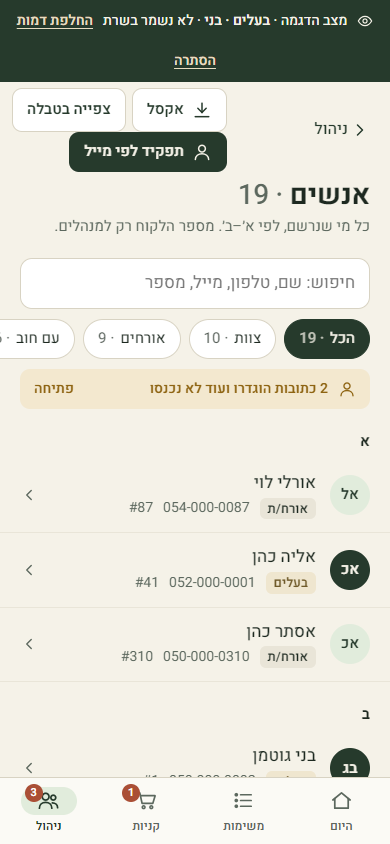 מצב הדגמה · בעלים · בני · לא נשמר בשרת החלפת דמות
הסתרה
ניהול
אקסל
צפייה בטבלה
תפקיד לפי מייל
אנשים · 19
כל מי שנרשם, לפי א׳–ב׳. מספר הלקוח רק למנהלים.
חיפוש: שם, טלפון, מייל, מספר
הכל · 19
צוות · 10
אורחים · 9
עם חוב ·
2 כתובות הוגדרו ועוד לא נכנסו פתיחה
א
אל
אורלי לוי
אורח/ת 054-000-0087 #87
אכ
אליה כהן
בעלים 052-000-0001 #41
אכ
אסתר כהן
אורח/ת 050-000-0310 #310
ב
בג
בני גוטמן
היום
משימות
1
קניות
3
ניהול